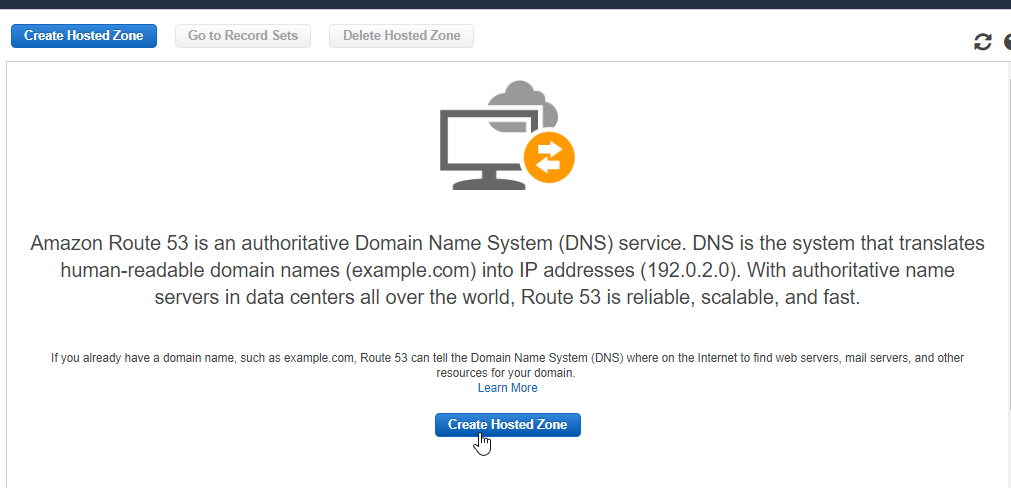 Create Hosted Zone Go to Record Sets Delete Hosted Zone
Amazon Route 53 is an authoritative Domain Name System (DNS) service. DNS is the system that translates
human-readable domain names (example.com) into IP addresses (192.0.2.0). With authoritative name
servers in data centers all over the world, Route 53 is reliable, scalable, and fast.
If you already have a domain name, such as example.com, Route 53 can tell the Domain Name System (DNS) where on the Internet to find web servers, mail servers, and other
resources for your domain.
Learn More
Create Hosted Zone